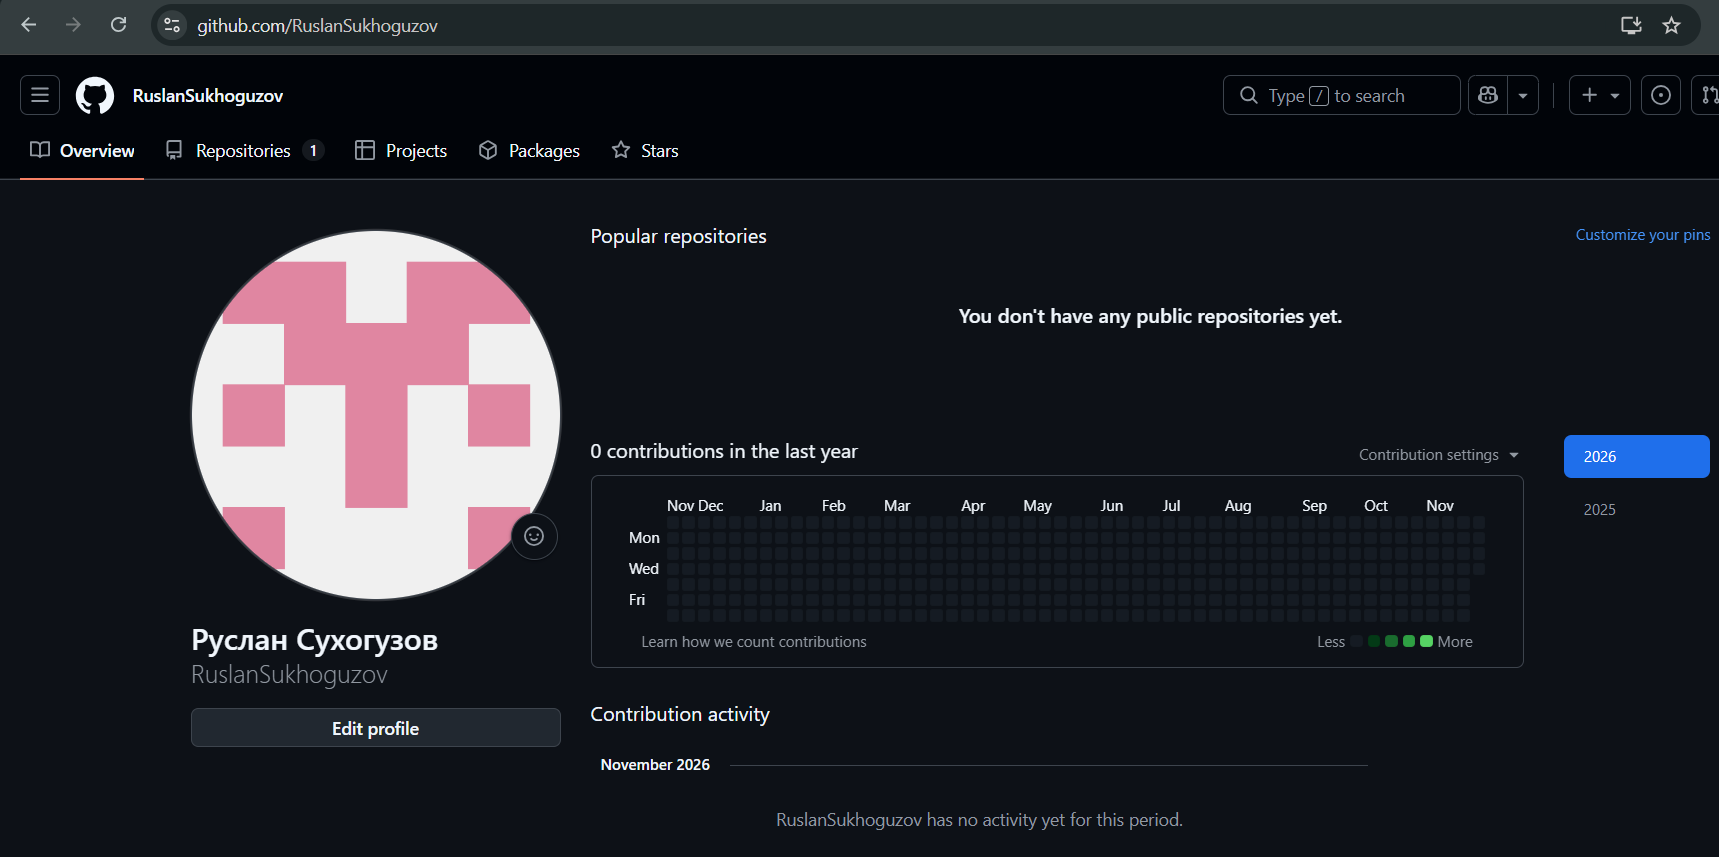 github.com/RuslanSukhoguzov
RuslanSukhoguzov
Type / to search
Overview
Repositories 1
Projects
Packages
Stars
Popular repositories
Customize your pins
You don't have any public repositories yet.
0 contributions in the last year
Contribution settings
2026
2025
Nov Dec Jan Feb Mar Apr May Jun Jul Aug Sep Oct Nov
Mon
Wed
Fri
Learn how we count contributions
Less More
Руслан Сухогузов
RuslanSukhoguzov
Edit profile
Contribution activity
November 2026
RuslanSukhoguzov has no activity yet for this period.